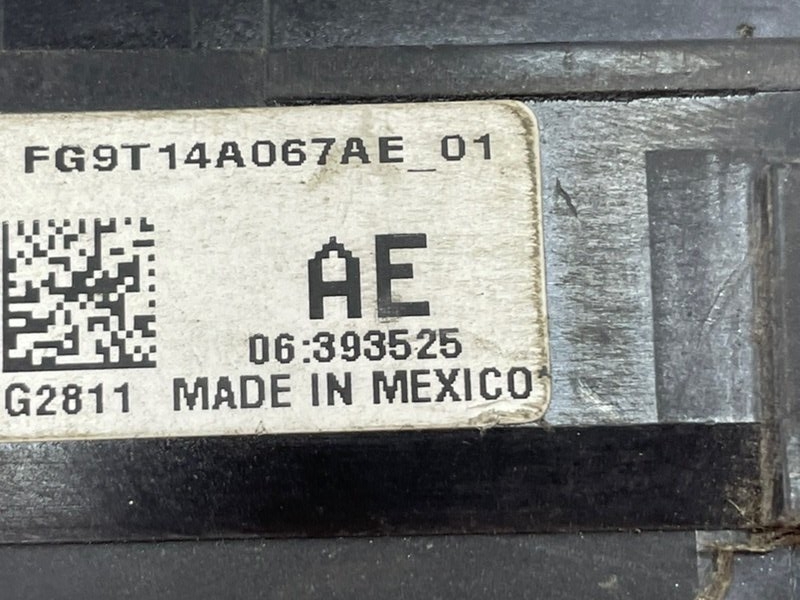 FG9T14A067AE_01
AE
06:393525
G2811 MADE IN MEXICO